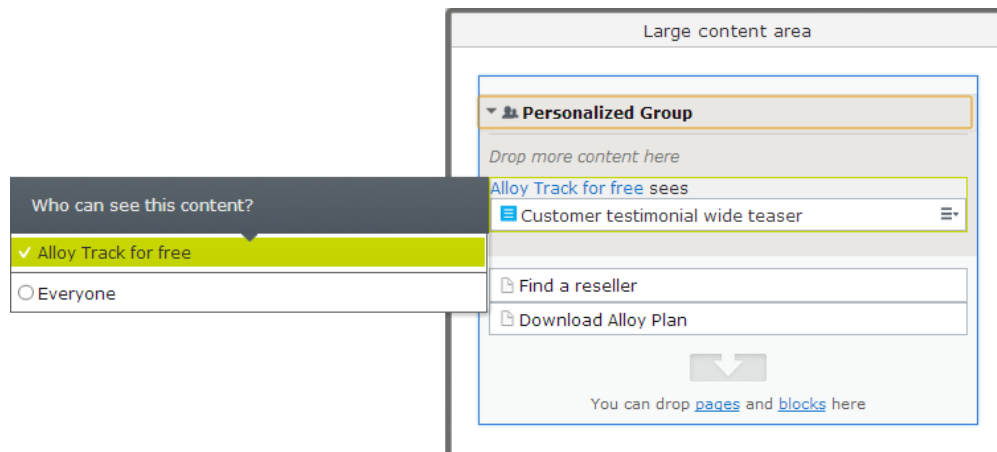 Large content area
Personalized Group
Drop more content here
Alloy Track for free sees
Customer testimonial wide teaser
Who can see this content?
Alloy Track for free
Everyone
Find a reseller
Download Alloy Plan
You can drop pages and blocks here